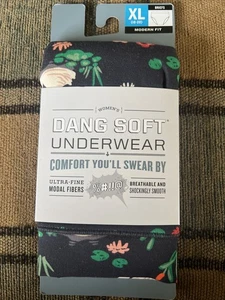 XL
BRIEFS
MODERN FIT
WOMEN'S
DANG SOFT™
UNDERWEAR
COMFORT YOU'LL SWEAR BY
ULTRA-FINE
MODAL FIBERS
%#!!@
BREATHABLE AND
SHOCKINGLY SMOOTH